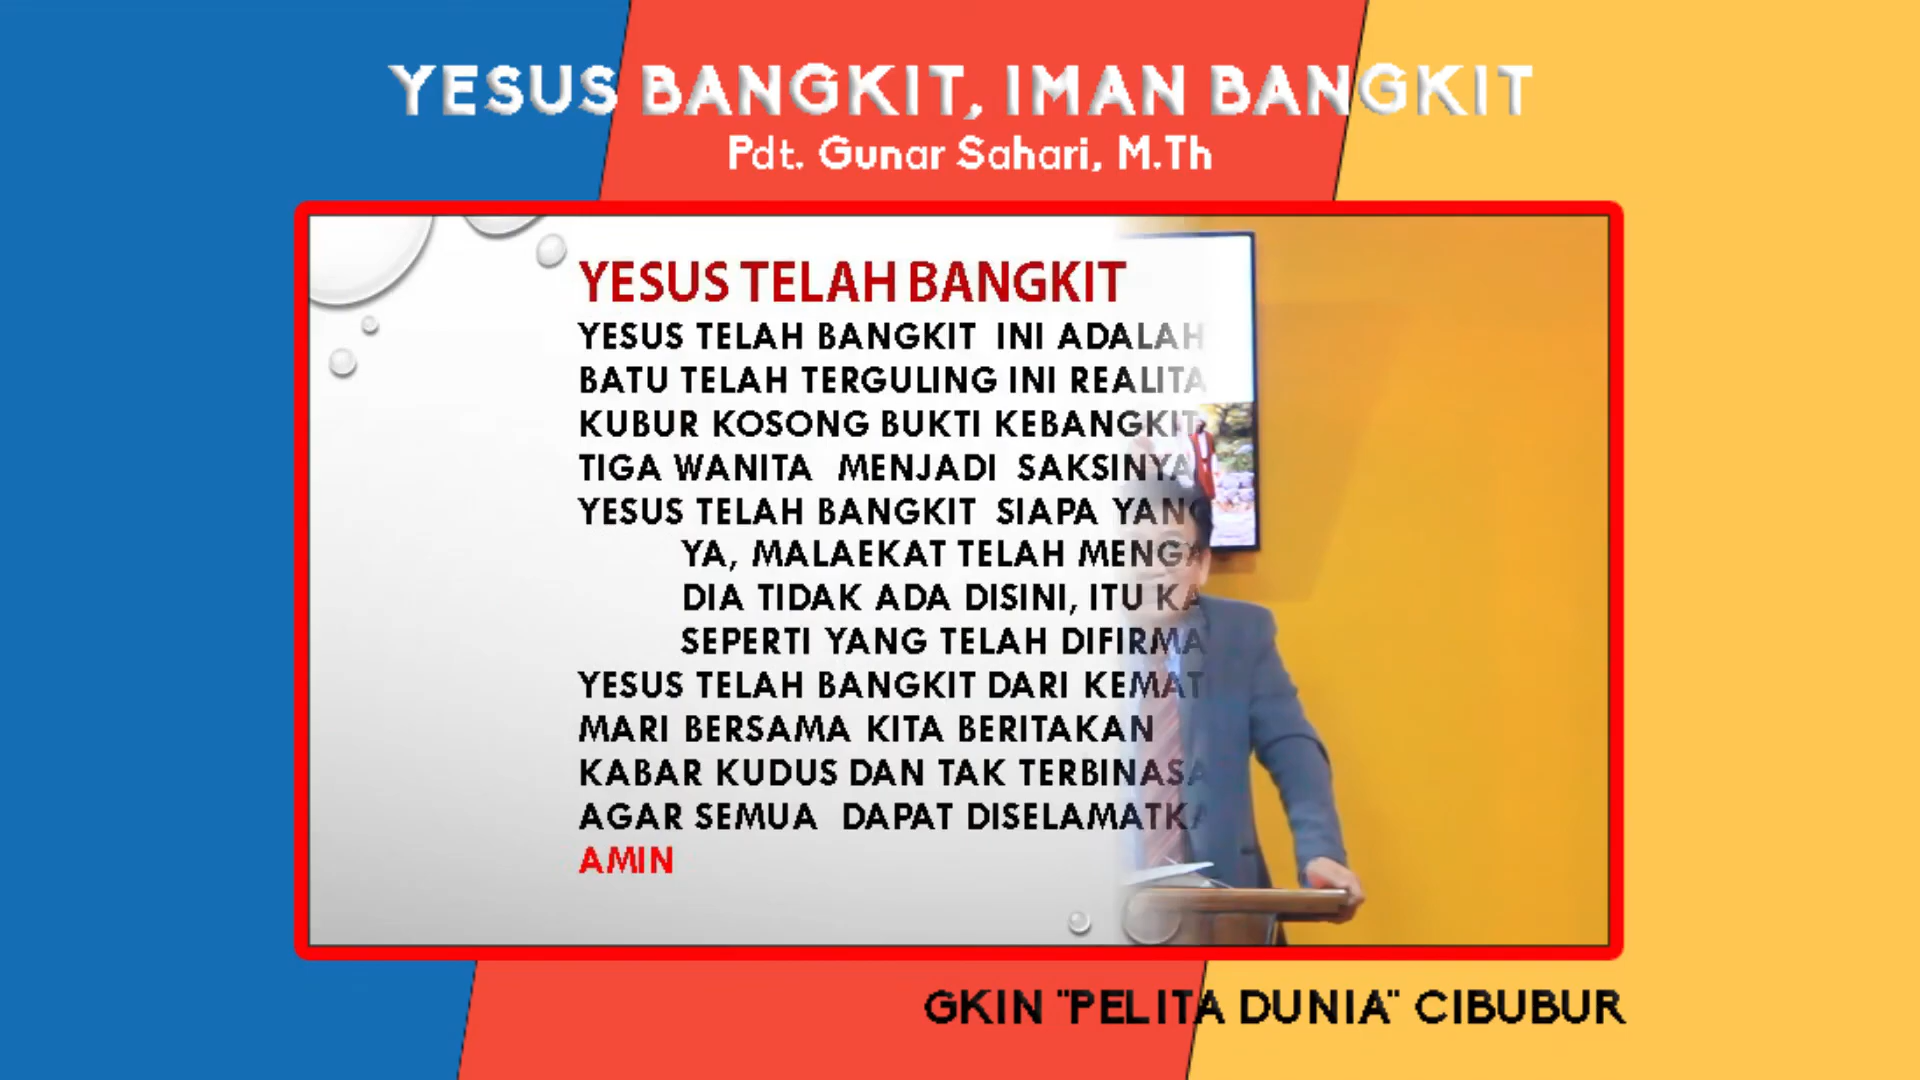 YESUS BANGKIT, IMAN BANGKIT
Pdt. Gunar Sahari, M.Th
YESUS TELAH BANGKIT
YESUS TELAH BANGKIT INI ADALAH
BATU TELAH TERGULING INI REALITA
KUBUR KOSONG BUKTI
TIGA WANITA MENJADI SAKSINYA
YESUS TELAH BANGKIT SIAPA
YA, MALAEKAT TELAH
DIA TIDAK ADA DISINI, ITU
SEPERTI YANG TELAH
YESUS TELAH BANGKIT DARI
MARI BERSAMA KITA BERITAKAN
KABAR KUDUS DAN TAK TERBINASA
AGAR SEMUA DAPAT
AMIN
GKIN "PELITA DUNIA" CIBUBUR